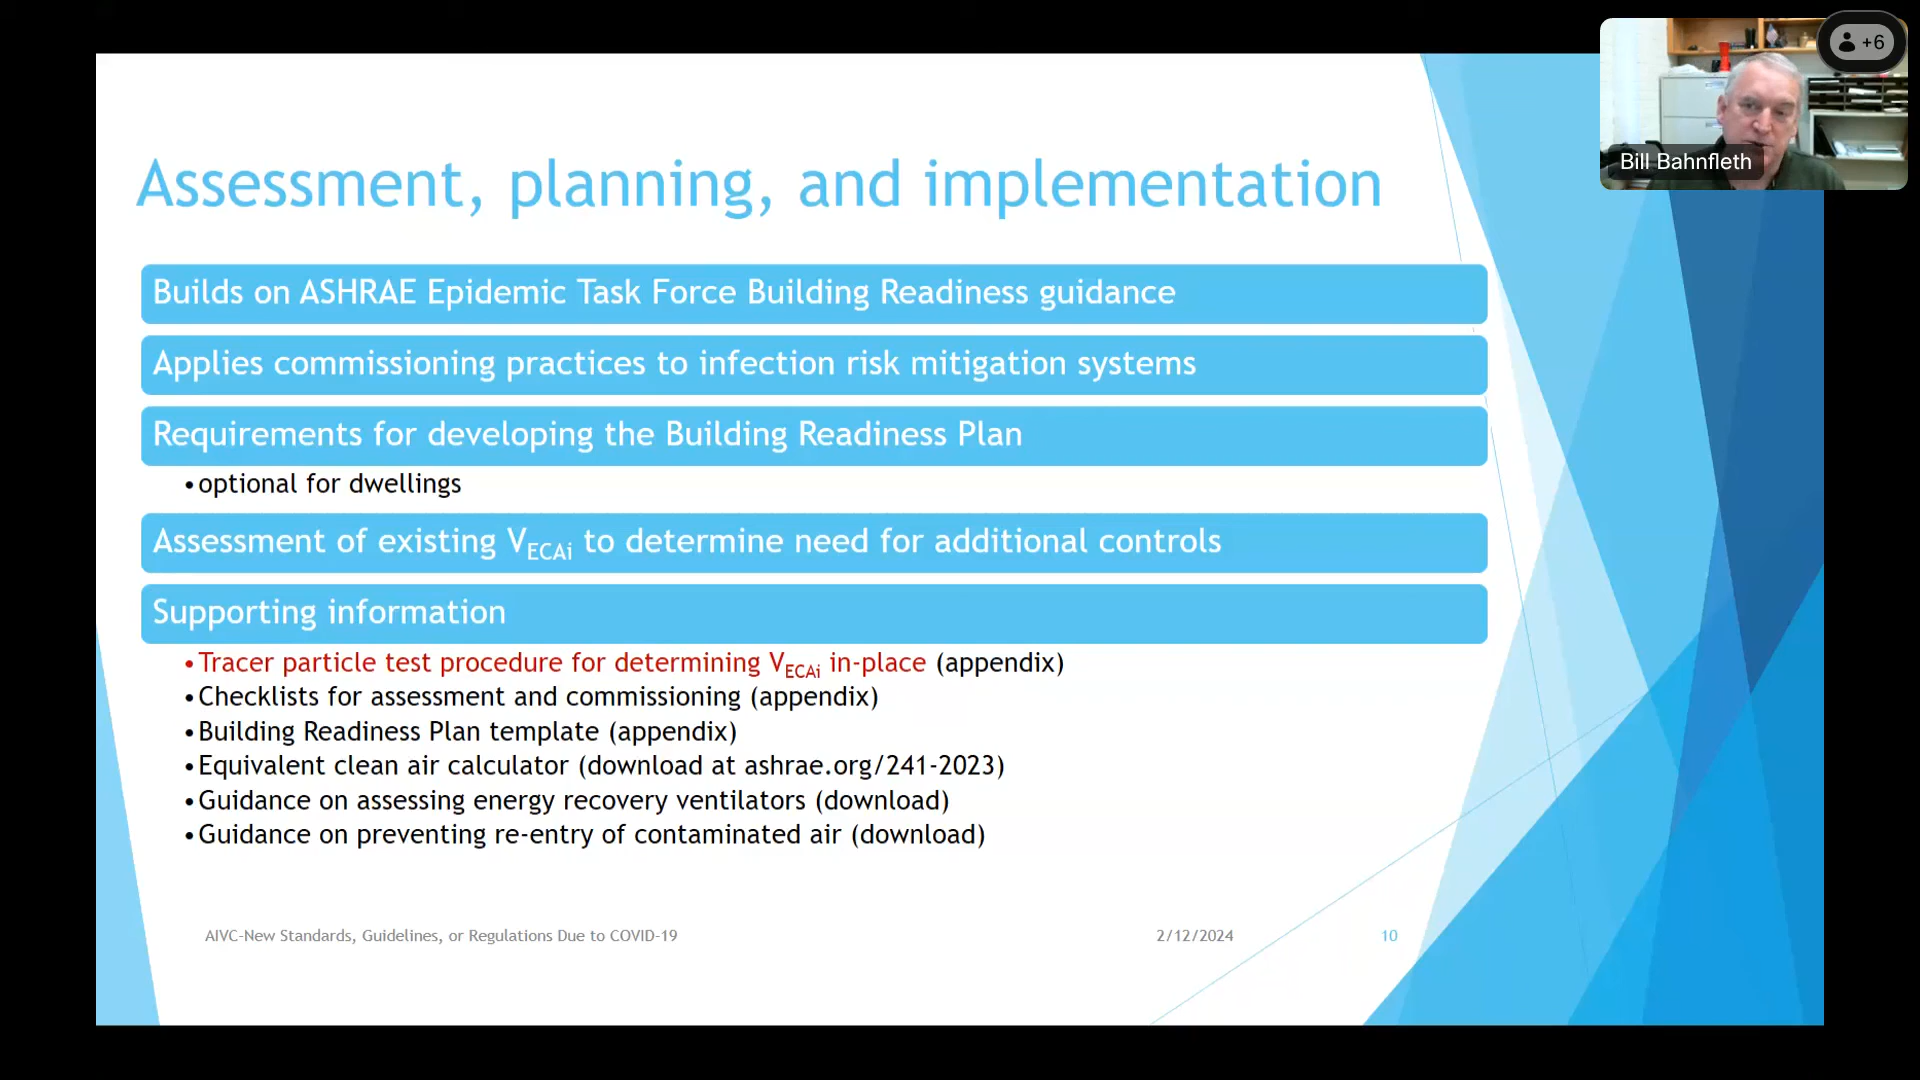 +6
Bill Bahnfleth
Assessment, planning, and implementation
Builds on ASHRAE Epidemic Task Force Building Readiness guidance
Applies commissioning practices to infection risk mitigation systems
Requirements for developing the Building Readiness Plan
•optional for dwellings
Assessment of existing VECAi to determine need for additional controls
Supporting information
•Tracer particle test procedure for determining VECAi in-place (appendix)
•Checklists for assessment and commissioning (appendix)
•Building Readiness Plan template (appendix)
•Equivalent clean air calculator (download at ashrae.org/241-2023)
•Guidance on assessing energy recovery ventilators (download)
•Guidance on preventing re-entry of contaminated air (download)
AIVC-New Standards, Guidelines, or Regulations Due to COVID-19 2/12/2024 10